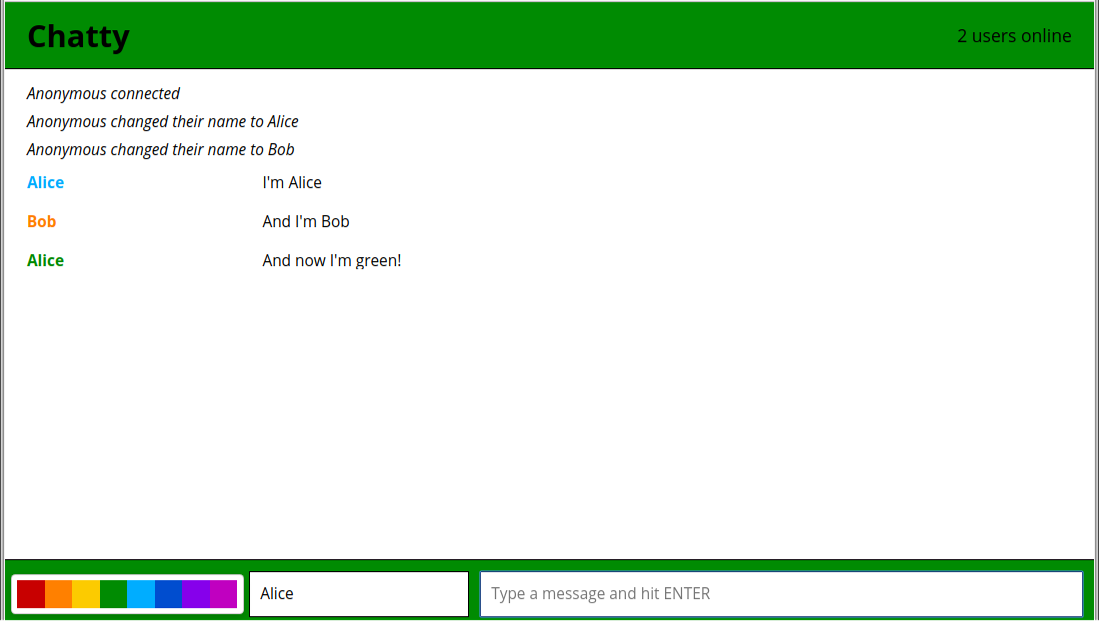 Chatty
2 users online
Anonymous connected
Anonymous changed their name to Alice
Anonymous changed their name to Bob
Alice I'm Alice
Bob And I'm Bob
Alice And now I'm green!
Alice
Type a message and hit ENTER